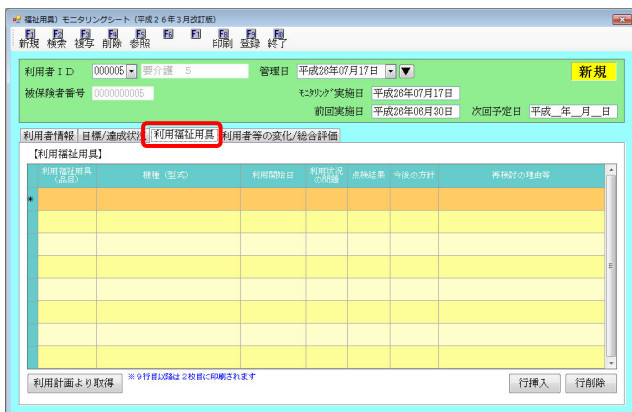 福祉用具) モニタリングシート (平成26年3月改訂版)
F1 F2 F3 F4 F5 F6 F7 F8 F9 F12
新規 検索 複写 削除 参照 印刷 登録 終了
利用者ID 000005 要介護 5 管理日 平成26年07月17日 新規
被保険者番号 0000000005 モニタリング実施日 平成26年07月17日
前回実施日 平成26年06月30日 次回予定日 平成__年__月__日
利用者情報 目標/達成状況 利用福祉用具 利用者等の変化/総合評価
【利用福祉用具】
利用福祉用具(品目) 機種 (型式) 利用開始日 利用状況の問題 点検結果 今後の方針 再検討の理由等
*
利用計画より取得 ※9行目以降は2枚目に印刷されます 行挿入 行削除